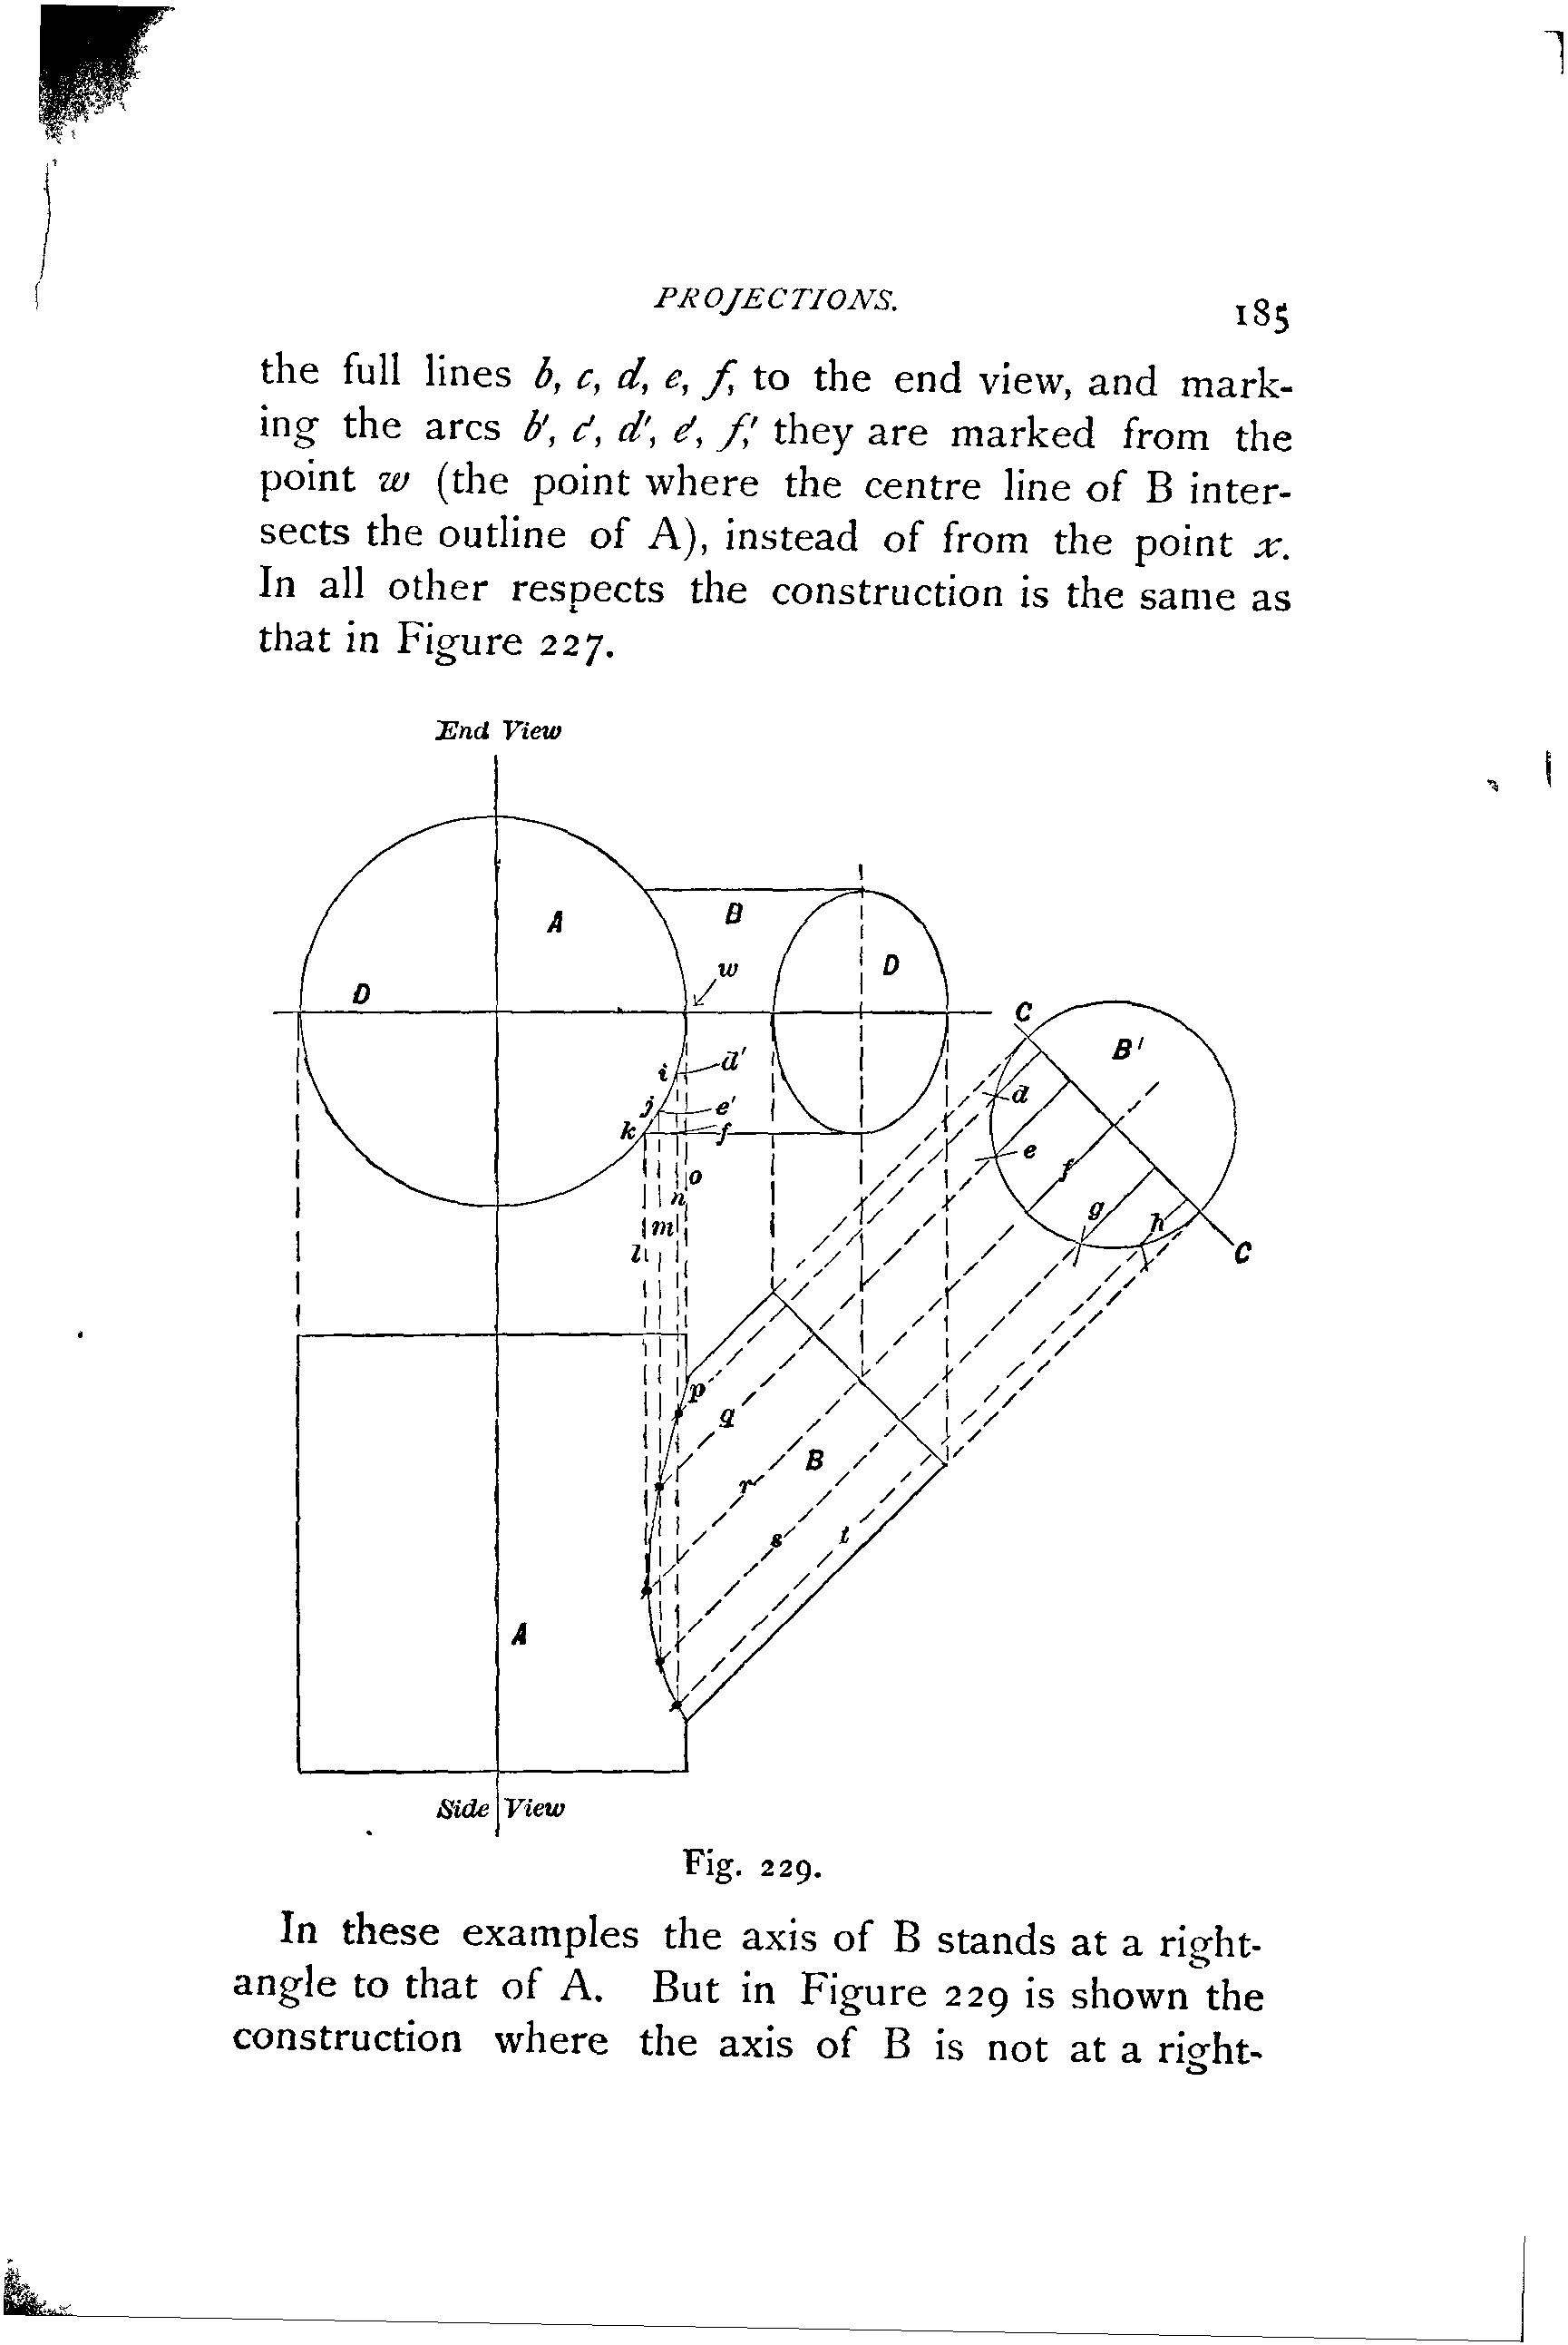 PROJECTIONS.
185
the full lines b, c, d, e, f, to the end view, and mark-
ing the arcs b', c', d', e', f,' they are marked from the
point w (the point where the centre line of B inter-
sects the outline of A), instead of from the point x.
In all other respects the construction is the same as
that in Figure 227.
End View
A
B
w
D
D
C
B'
i
d'
d
j
e'
k
f
e
f
o
n
g
h
m
l
C
p
q
B
r
s
t
A
Side View
Fig. 229.
In these examples the axis of B stands at a right-
angle to that of A. But in Figure 229 is shown the
construction where the axis of B is not at a right-